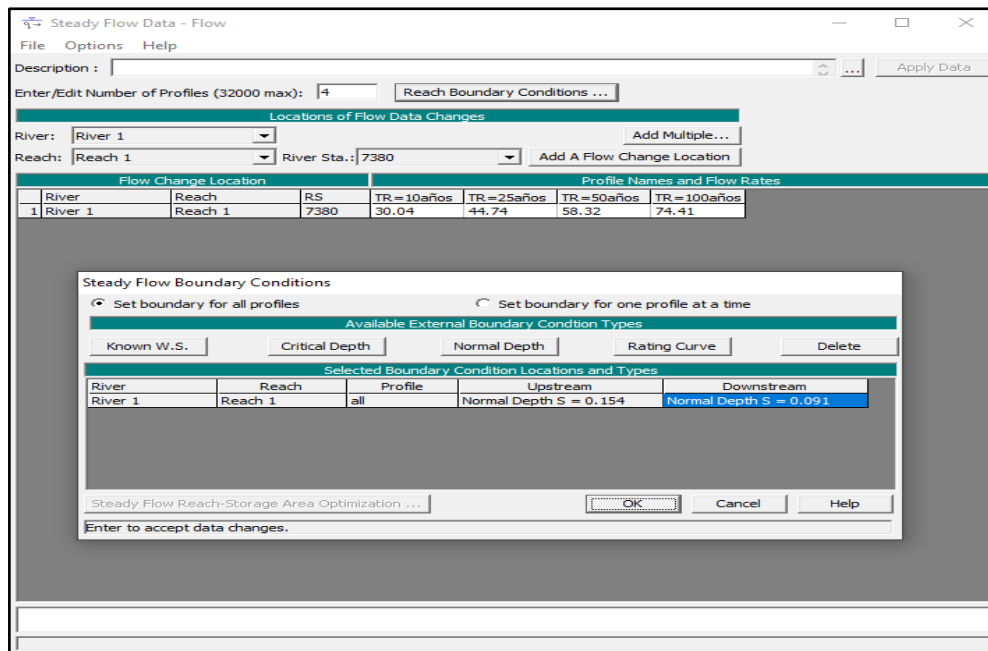 Steady Flow Data - Flow
File Options Help
Description :
... Apply Data
Enter/Edit Number of Profiles (32000 max): 4 Reach Boundary Conditions ...
Locations of Flow Data Changes
River: River 1 Add Multiple...
Reach: Reach 1 River Sta.: 7380 Add A Flow Change Location
Flow Change Location Profile Names and Flow Rates
River Reach RS TR=10años TR=25años TR=50años TR=100años
1 River 1 Reach 1 7380 30.04 44.74 58.32 74.41
Steady Flow Boundary Conditions
Set boundary for all profiles Set boundary for one profile at a time
Available External Boundary Condtion Types
Known W.S. Critical Depth Normal Depth Rating Curve Delete
Selected Boundary Condition Locations and Types
River Reach Profile Upstream Downstream
River 1 Reach 1 all Normal Depth S = 0.154 Normal Depth S = 0.091
Steady Flow Reach-Storage Area Optimization ... OK Cancel Help
Enter to accept data changes.